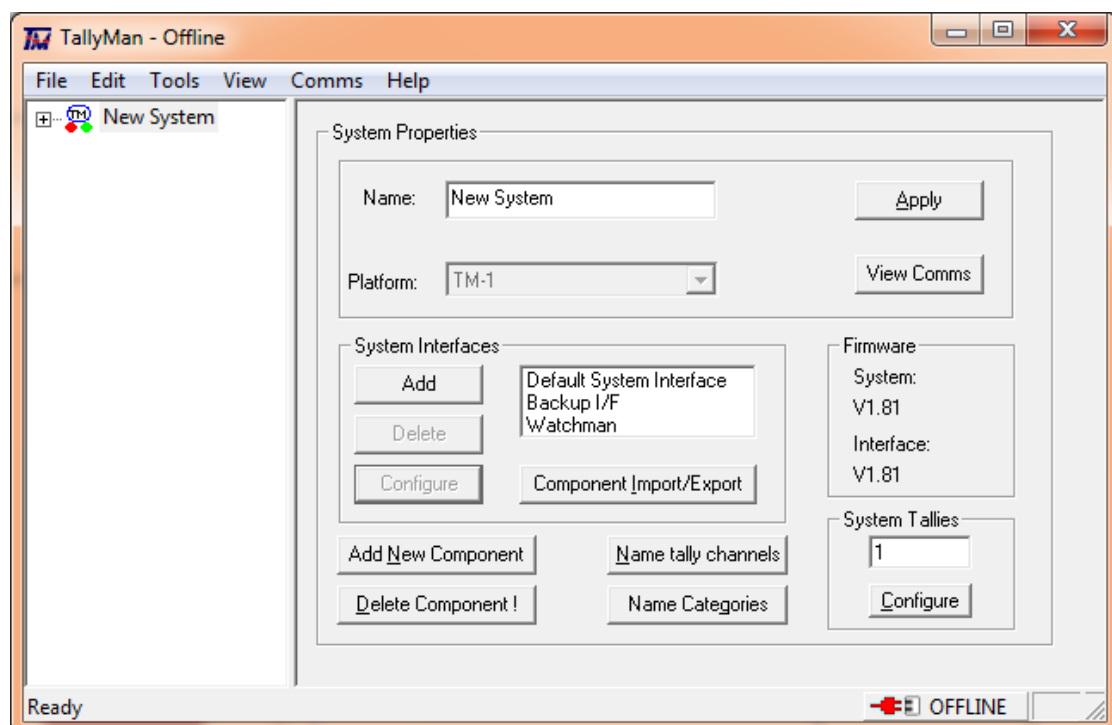 TallyMan - Offline
File Edit Tools View Comms Help
TM New System
System Properties
Name: New System Apply
Platform: TM-1 View Comms
System Interfaces
Add
Delete
Configure
Default System Interface
Backup I/F
Watchman
Component Import/Export
Firmware
System:
V1.81
Interface:
V1.81
Add New Component Name tally channels
Delete Component ! Name Categories
System Tallies
1
Configure
Ready OFFLINE